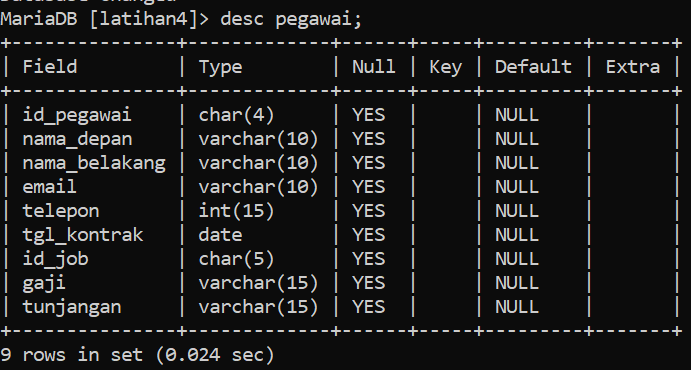 MariaDB [latihan4]> desc pegawai;
+---------------+-------------+------+-----+---------+-------+
| Field         | Type        | Null | Key | Default | Extra |
+---------------+-------------+------+-----+---------+-------+
| id_pegawai    | char(4)     | YES  |     | NULL    |       |
| nama_depan    | varchar(10) | YES  |     | NULL    |       |
| nama_belakang | varchar(10) | YES  |     | NULL    |       |
| email         | varchar(10) | YES  |     | NULL    |       |
| telepon       | int(15)     | YES  |     | NULL    |       |
| tgl_kontrak   | date        | YES  |     | NULL    |       |
| id_job        | char(5)     | YES  |     | NULL    |       |
| gaji          | varchar(15) | YES  |     | NULL    |       |
| tunjangan     | varchar(15) | YES  |     | NULL    |       |
+---------------+-------------+------+-----+---------+-------+
9 rows in set (0.024 sec)